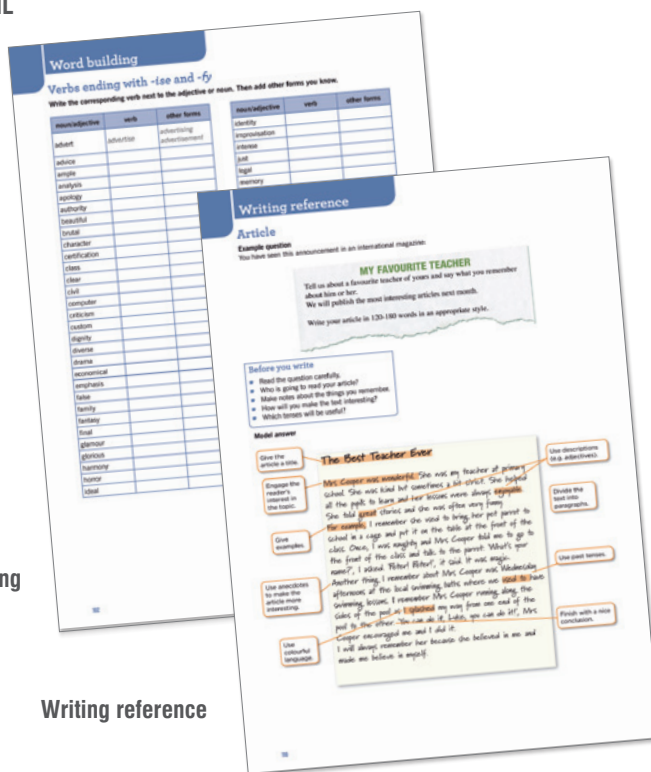 IL
Word building
Verbs ending with -ise and -fy
Write the corresponding verb next to the adjective or noun. Then add other forms you know.
noun/adjective verb other forms
advert advertise advertising
advertisement
advice
ample
analysis
apology
authority
beautiful
brutal
character
certification
class
clear
civil
computer
criticism
custom
dignity
diverse
drama
economical
emphasis
false
family
fantasy
final
glamour
glorious
harmony
horror
ideal
noun/adjective verb other forms
identity
improvisation
intense
just
legal
memory
ing
Writing reference
Article
Example question
You have seen this announcement in an international magazine.
MY FAVOURITE TEACHER
Tell us about a favourite teacher of yours and say what you remember
about him or her.
We will publish the most interesting articles next month.
Write your article in 120-180 words in an appropriate style.
Before you write
Read the question carefully.
Who is going to read your article?
Make notes about the things you remember.
How will you make the text interesting?
Which tenses will be useful?
Model answer
Give the
article a title.
Engage the
reader's
interest in
the topic.
Give
examples.
Use anecdotes
to make the
article more
interesting.
Use
colourful
language.
The Best Teacher Ever
Mrs Cooper was wonderful. She was my teacher at primary
school. She was kind but sometimes a bit strict. She helped
all the pupils to learn and her lessons were always enjoyable.
She told great stories and she was often very funny.
For example, I remember she used to bring her pet parrot to
school in a cage and put it on the table at the front of the
class. Once, I was naughty and Mrs Cooper told me to go to
the front of the class and talk to the parrot. 'What's your
name?', I asked. 'Peter! Peter!', it said. It was magic.
Another thing I remember about Mrs Cooper was Wednesday
afternoons at the local swimming baths where we used to have
swimming lessons. I remember Mrs Cooper running along the
sides of the pool as I splashed my way from one end of the
pool to the other. 'You can do it, Luke, you can do it!', Mrs
Cooper encouraged me and I did it.
I will always remember her because she believed in me and
made me believe in myself.
Use descriptions
(e.g. adjectives).
Divide the
text into
paragraphs.
Use past tenses.
Finish with a nice
conclusion.
Writing reference